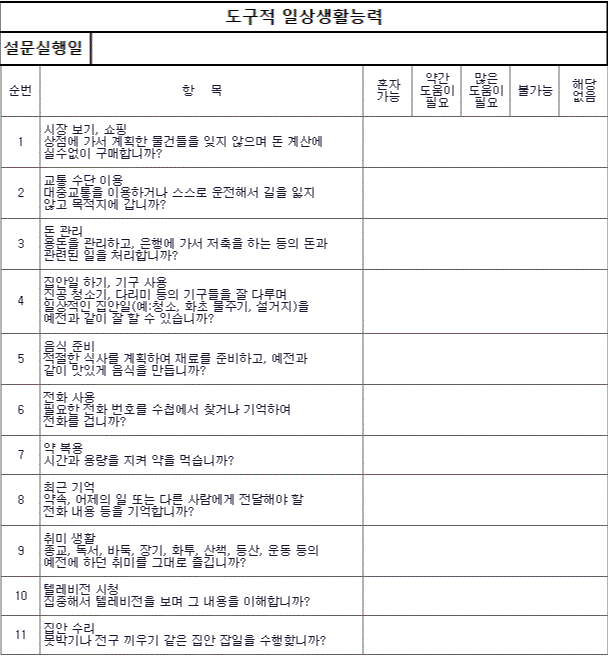 도구적 일상생활능력
설문실행일
순번
항 목
혼자
가능
약간
도움이
필요
많은
도움이
필요
불가능
해당
없음
1
시장 보기, 쇼핑
상점에 가서 계획한 물건들을 잊지 않으며 돈 계산에
실수없이 구매합니까?
2
교통 수단 이용
대중교통을 이용하거나 스스로 운전해서 길을 잃지
않고 목적지에 갑니까?
3
돈 관리
용돈을 관리하고, 은행에 가서 저축을 하는 등의 돈과
관련된 일을 처리합니까?
4
집안일 하기, 기구 사용
진공 청소기, 다리미 등의 기구들을 잘 다루며
일상적인 집안일(예:청소, 화초 물주기, 설거지)을
예전과 같이 잘 할 수 있습니까?
5
음식 준비
적절한 식사를 계획하여 재료를 준비하고, 예전과
같이 맛있게 음식을 만듭니까?
6
전화 사용
필요한 전화 번호를 수첩에서 찾거나 기억하여
전화를 겁니까?
7
약 복용
시간과 용량을 지켜 약을 먹습니까?
8
최근 기억
약속, 어제의 일 또는 다른 사람에게 전달해야 할
전화 내용 등을 기억합니까?
9
취미 생활
종교, 독서, 바둑, 장기, 화투, 산책, 등산, 운동 등의
예전에 하던 취미를 그대로 즐깁니까?
10
텔레비전 시청
집중해서 텔레비전을 보며 그 내용을 이해합니까?
11
집안 수리
못박기나 전구 끼우기 같은 집안 잡일을 수행핮니까?